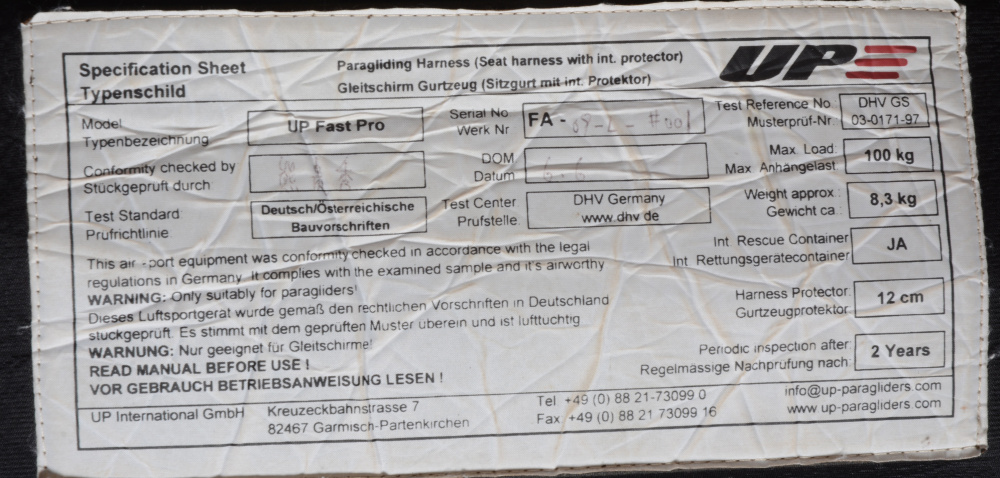 Specification Sheet
Typenschild
Paragliding Harness (Seat harness with int. protector)
Gleitschirm Gurtzeug (Sitzgurt mit int. Protektor)
UP
Model
Typenbezeichnung
UP Fast Pro
Serial No
Werk Nr
FA - 09-L-#001
Test Reference No
Musterprüf-Nr.
DHV GS
03-0171-97
Conformity checked by
Stückgeprüft durch
DOM
Datum
6.6
Max. Load:
Max Anhängelast
100 kg
Test Standard
Prüfrichtlinie
Deutsch/Österreichische
Bauvorschriften
Test Center
Prüfstelle:
DHV Germany
www.dhv.de
Weight approx.:
Gewicht ca.:
8,3 kg
Int. Rescue Container
Int. Rettungsgerätecontainer
JA
Harness Protector:
Gurtzeugprotektor:
12 cm
Periodic inspection after:
Regelmässige Nachprüfung nach:
2 Years
This air -port equipment was conformity checked in accordance with the legal
regulations in Germany. It complies with the examined sample and it's airworthy
WARNING: Only suitably for paragliders!
Dieses Luftsportgerät wurde gemäß den rechtlichen Vorschriften in Deutschland
stückgeprüft. Es stimmt mit dem geprüften Muster überein und ist lufttüchtig
WARNUNG: Nur geeignet für Gleitschirme!
READ MANUAL BEFORE USE !
VOR GEBRAUCH BETRIEBSANWEISUNG LESEN !
UP International GmbH
Kreuzeckbahnstrasse 7
82467 Garmisch-Partenkirchen
Tel +49 (0) 88 21-73099 0
Fax +49 (0) 88 21 73099 16
info@up-paragliders.com
www.up-paragliders.com